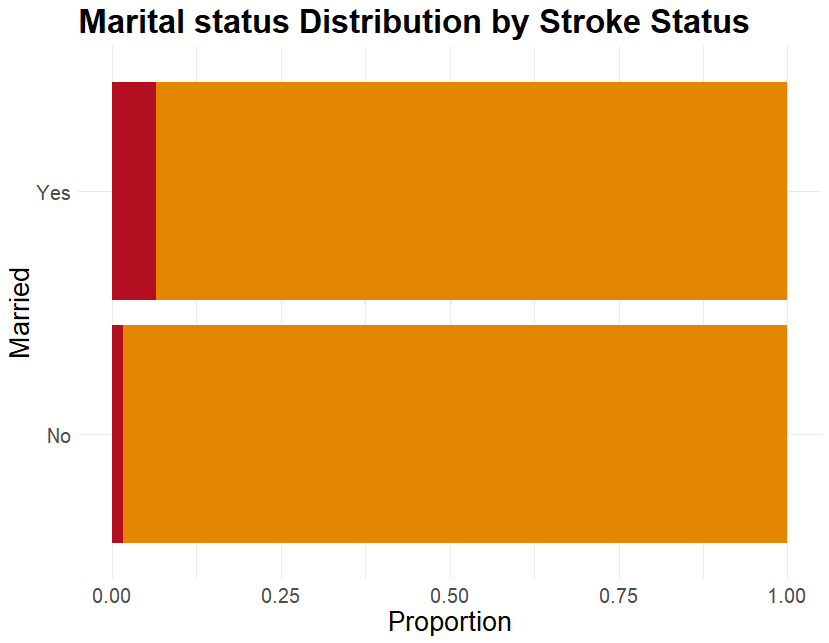 Marital status Distribution by Stroke Status
Married
Yes
No
0.00 0.25 0.50 0.75 1.00
Proportion